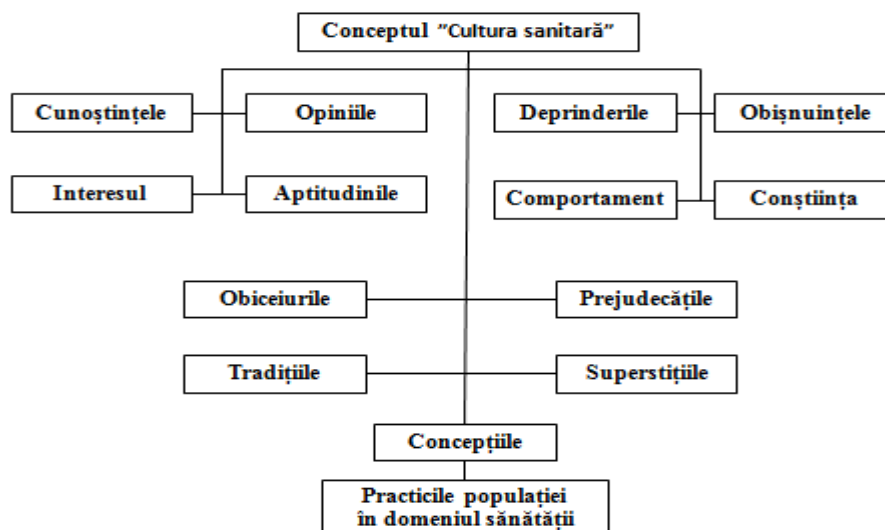 Conceptul ”Cultura sanitară”
Cunoștințele
Opiniile
Deprinderile
Obișnuințele
Interesul
Aptitudinile
Comportament
Conștiința
Obiceiurile
Prejudecățile
Tradițiile
Superstițiile
Concepțiile
Practicile populației
în domeniul sănătății